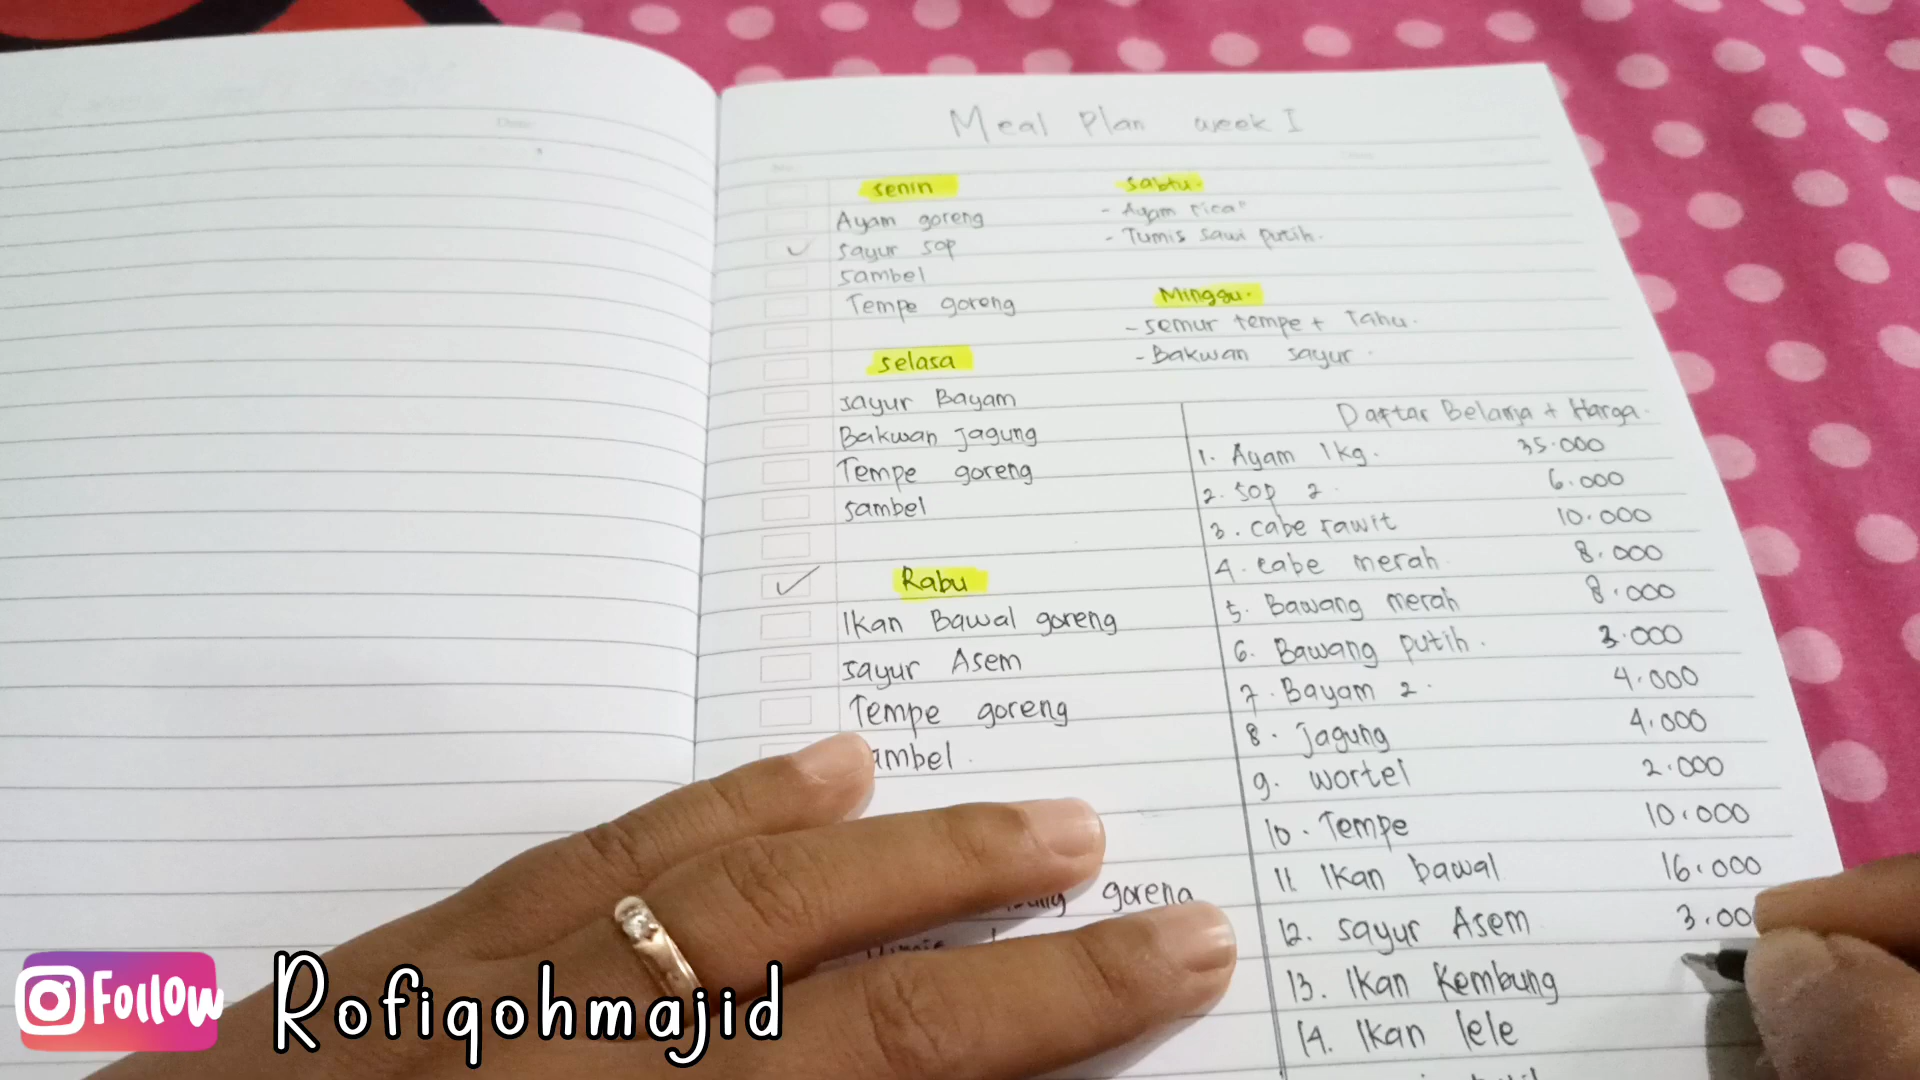 Meal Plan week I
senin
Ayam goreng
sayur sop
sambel
Tempe goreng
selasa
sayur Bayam
Bakwan jagung
Tempe goreng
sambel
Rabu
Ikan Bawal goreng
sayur Asem
Tempe goreng
ambel.
goreng
sabtu.
- Ayam rica"
- Tumis sawi putih.
Minggu.
- semur tempe + Tahu.
- Bakwan sayur.
Daftar Belanja + Harga.
1. Ayam 1kg. 35.000
2. sop 2. 6.000
3. cabe rawit 10.000
4. cabe merah. 8.000
5. Bawang merah 8.000
6. Bawang putih. 3.000
7. Bayam 2. 4.000
8. jagung 4.000
9. wortel 2.000
10. Tempe 10.000
11. Ikan bawal 16.000
12. sayur Asem 3.00
13. Ikan Kembung
14. Ikan lele
Follow Rofiqohmajid